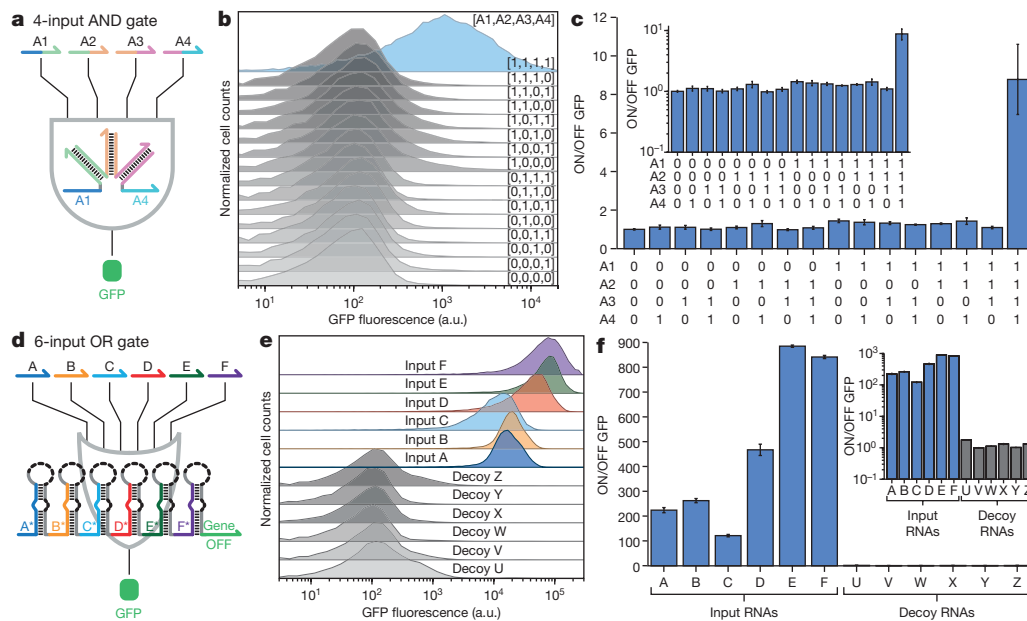 a 4-input AND gate
A1 A2 A3 A4
A1 A4
GFP
b
[A1,A2,A3,A4]
[1,1,1,1]
[1,1,1,0]
[1,1,0,1]
[1,1,0,0]
[1,0,1,1]
[1,0,1,0]
[1,0,0,1]
[1,0,0,0]
[0,1,1,1]
[0,1,1,0]
[0,1,0,1]
[0,1,0,0]
[0,0,1,1]
[0,0,1,0]
[0,0,0,1]
[0,0,0,0]
Normalized cell counts
10¹ 10² 10³ 10⁴
GFP fluorescence (a.u.)
c
ON/OFF GFP
12
10
8
6
4
2
0
ON/OFF GFP
10¹
10⁰
10⁻¹
A1 0 0 0 0 0 0 0 0 1 1 1 1 1 1 1 1
A2 0 0 0 0 1 1 1 1 0 0 0 0 1 1 1 1
A3 0 0 1 1 0 0 1 1 0 0 1 1 0 0 1 1
A4 0 1 0 1 0 1 0 1 0 1 0 1 0 1 0 1
A1 0 0 0 0 0 0 0 0 1 1 1 1 1 1 1 1
A2 0 0 0 0 1 1 1 1 0 0 0 0 1 1 1 1
A3 0 0 1 1 0 0 1 1 0 0 1 1 0 0 1 1
A4 0 1 0 1 0 1 0 1 0 1 0 1 0 1 0 1
d 6-input OR gate
A B C D E F
A* B* C* D* E* F* Gene
OFF
GFP
e
Input F
Input E
Input D
Input C
Input B
Input A
Decoy Z
Decoy Y
Decoy X
Decoy W
Decoy V
Decoy U
Normalized cell counts
10¹ 10² 10³ 10⁴ 10⁵
GFP fluorescence (a.u.)
f
ON/OFF GFP
900
800
700
600
500
400
300
200
100
0
A B C D E F U V W X Y Z
Input RNAs Decoy RNAs
ON/OFF GFP
10³
10²
10¹
10⁰
10⁻¹
A B C D E F U V W X Y Z
Input Decoy
RNAs RNAs